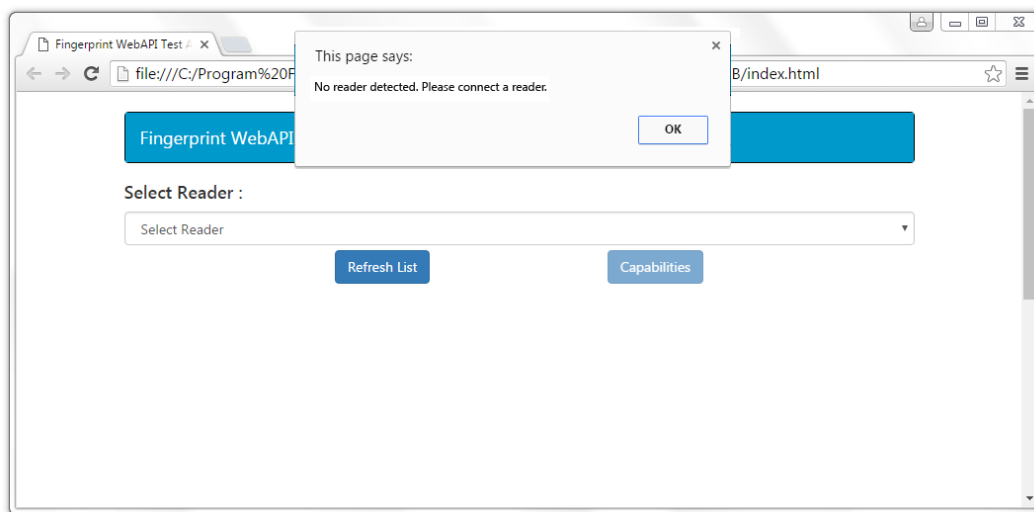 Fingerprint WebAPI Test
This page says:
No reader detected. Please connect a reader.
OK
file:///C:/Program%20F
B/index.html
Fingerprint WebAPI
Select Reader :
Select Reader
Refresh List
Capabilities